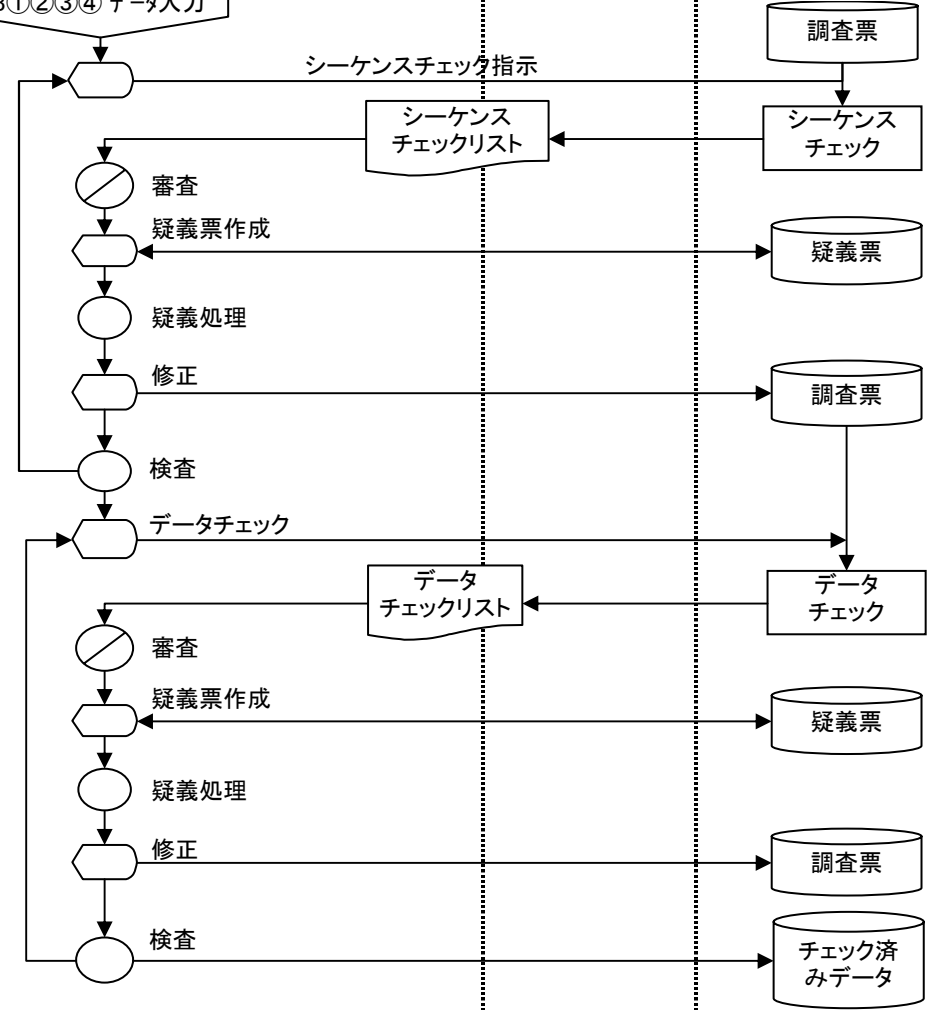 ①②③④ データ入力
調査票
シーケンスチェック指示
シーケンス
チェックリスト
シーケンス
チェック
審査
疑義票作成
疑義票
疑義処理
修正
調査票
検査
データチェック
データ
チェックリスト
データ
チェック
審査
疑義票作成
疑義票
疑義処理
修正
調査票
検査
チェック済
みデータ